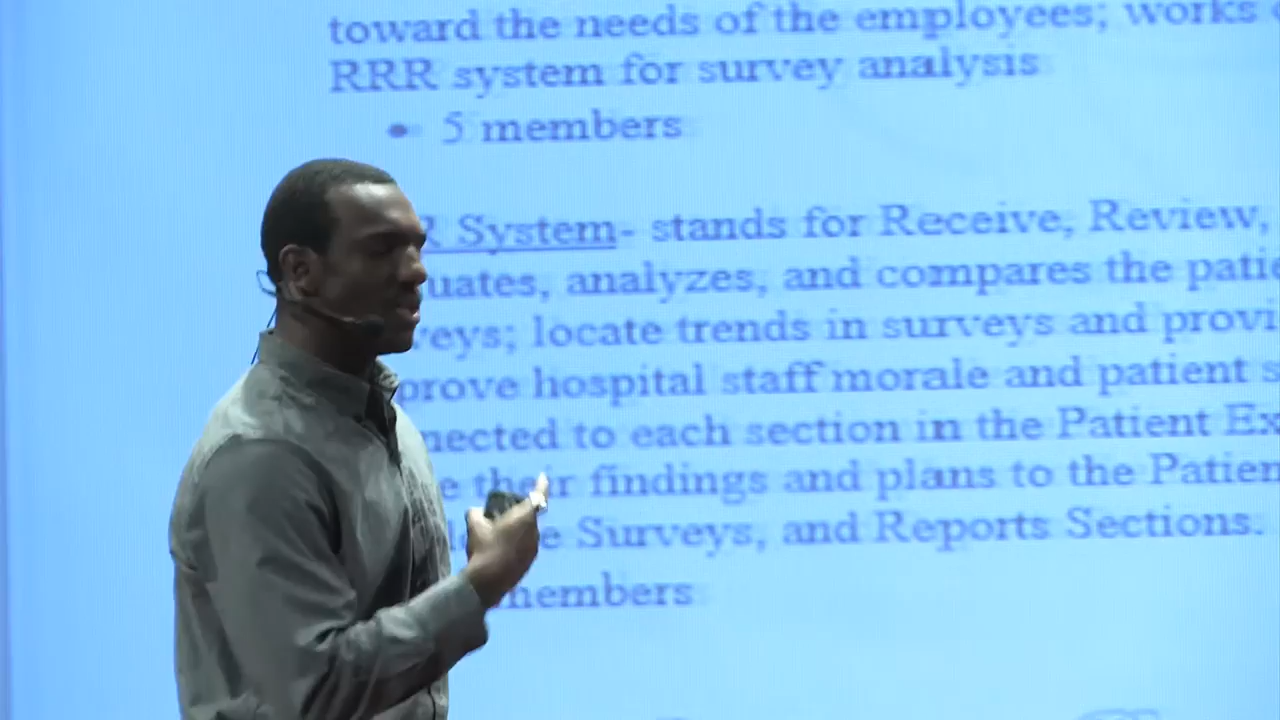 toward the needs of the employees; works
RRR system for survey analysis
• 5 members
R System- stands for Receive, Review,
uates, analyzes, and compares the patie
veys; locate trends in surveys and provi
prove hospital staff morale and patient s
nected to each section in the Patient Ex
e their findings and plans to the Patien
e Surveys, and Reports Sections.
members